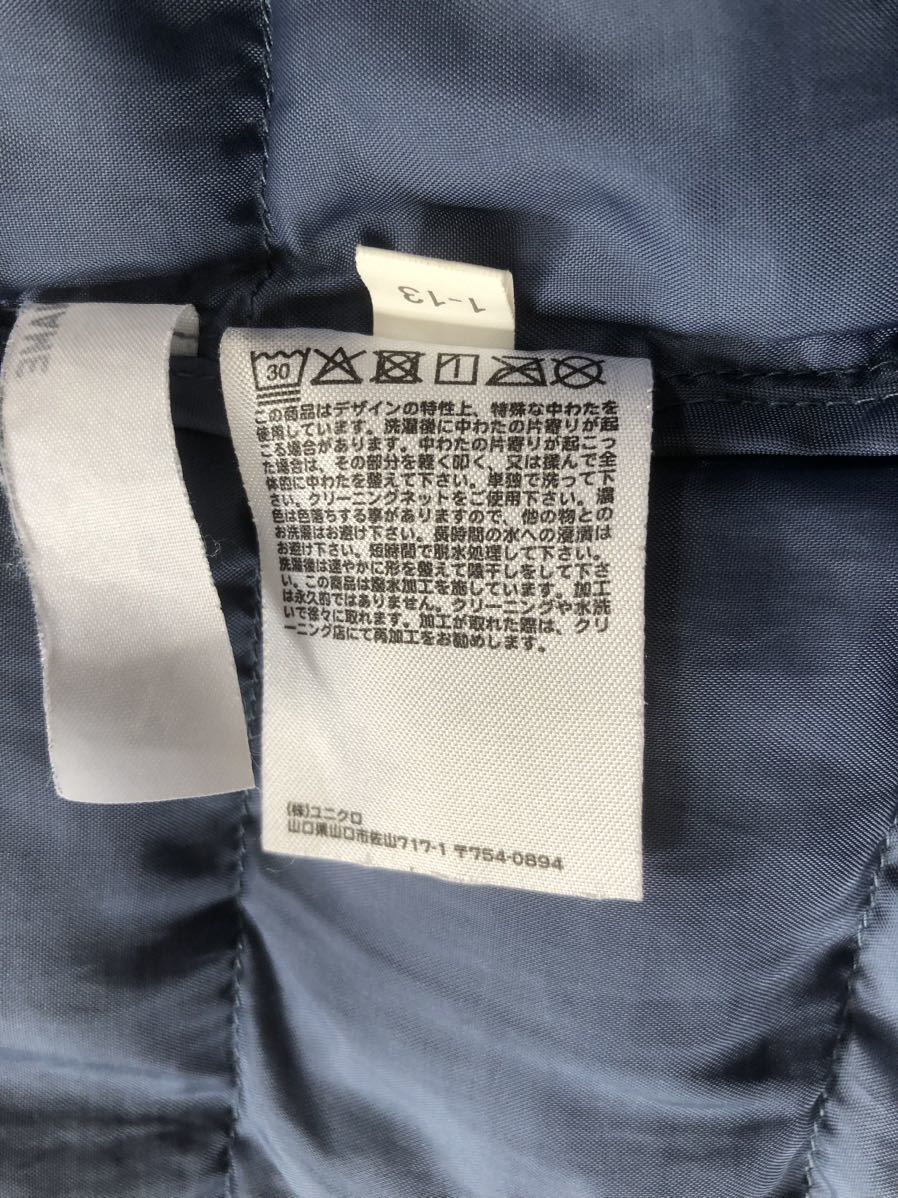 1-13
NAME
30
この商品はデザインの特性上、特殊な中わたを
使用しています。洗濯後に中わたの片寄りが起
こる場合があります。中わたの片寄りが起こっ
た場合は、その部分を軽く叩く、又は揉んで全
体的に中わたを整えて下さい。単独で洗って下
さい。クリーニングネットをご使用下さい。濃
色は色落ちする事がありますので、他の物との
お洗濯はお避け下さい。長時間の水への浸漬は
お避け下さい。短時間で脱水処理して下さい。
洗濯後は速やかに形を整えて陰干しをして下さ
い。この商品は撥水加工を施しています。加工
は永久的ではありません。クリーニングや水洗
いで徐々に取れます。加工が取れた際は、クリ
ーニング店にて再加工をお勧めします。
(株)ユニクロ
山口県山口市佐山717-1 〒754-0894